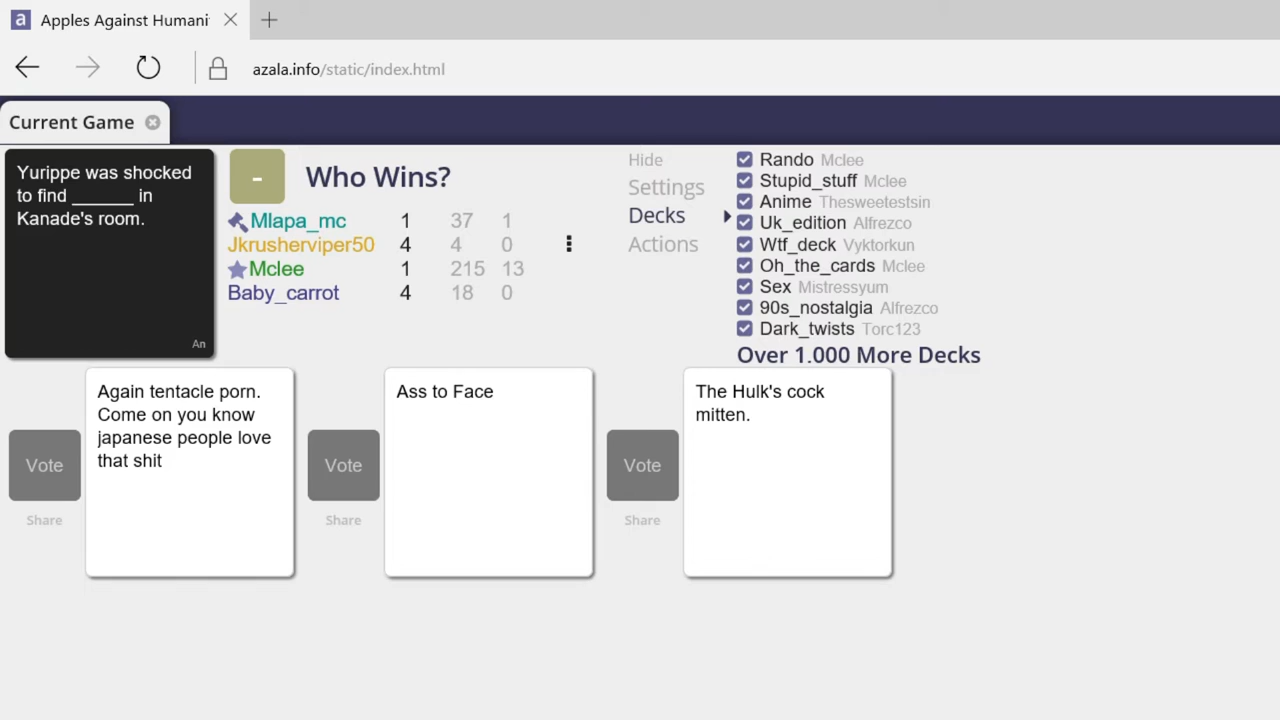 a Apples Against Humani
azala.info/static/index.html
Current Game
Yurippe was shocked
to find ______ in
Kanade's room.
An
- Who Wins?
Mlapa_mc 1 37 1
Jkrusherviper50 4 4 0
Mclee 1 215 13
Baby_carrot 4 18 0
Hide
Settings
Decks
Actions
Rando Mclee
Stupid_stuff Mclee
Anime Thesweetestsin
Uk_edition Alfrezco
Wtf_deck Vyktorkun
Oh_the_cards Mclee
Sex Mistressyum
90s_nostalgia Alfrezco
Dark_twists Torc123
Over 1.000 More Decks
Vote
Share
Again tentacle porn.
Come on you know
japanese people love
that shit
Vote
Share
Ass to Face
Vote
Share
The Hulk's cock
mitten.